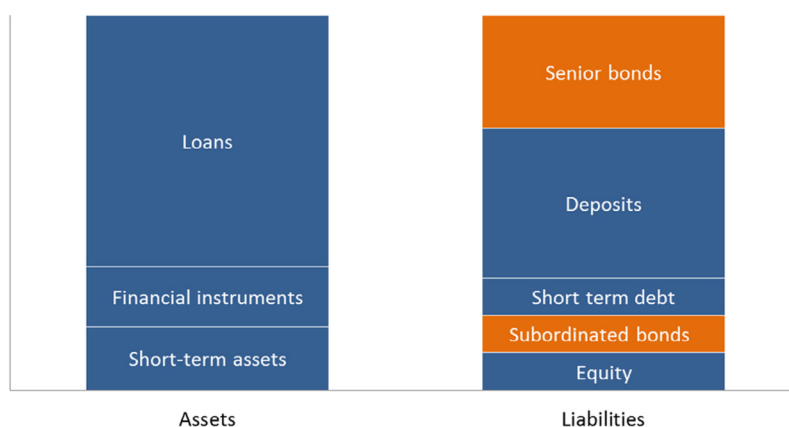 Loans
Financial instruments
Short-term assets
Senior bonds
Deposits
Short term debt
Subordinated bonds
Equity
Assets
Liabilities